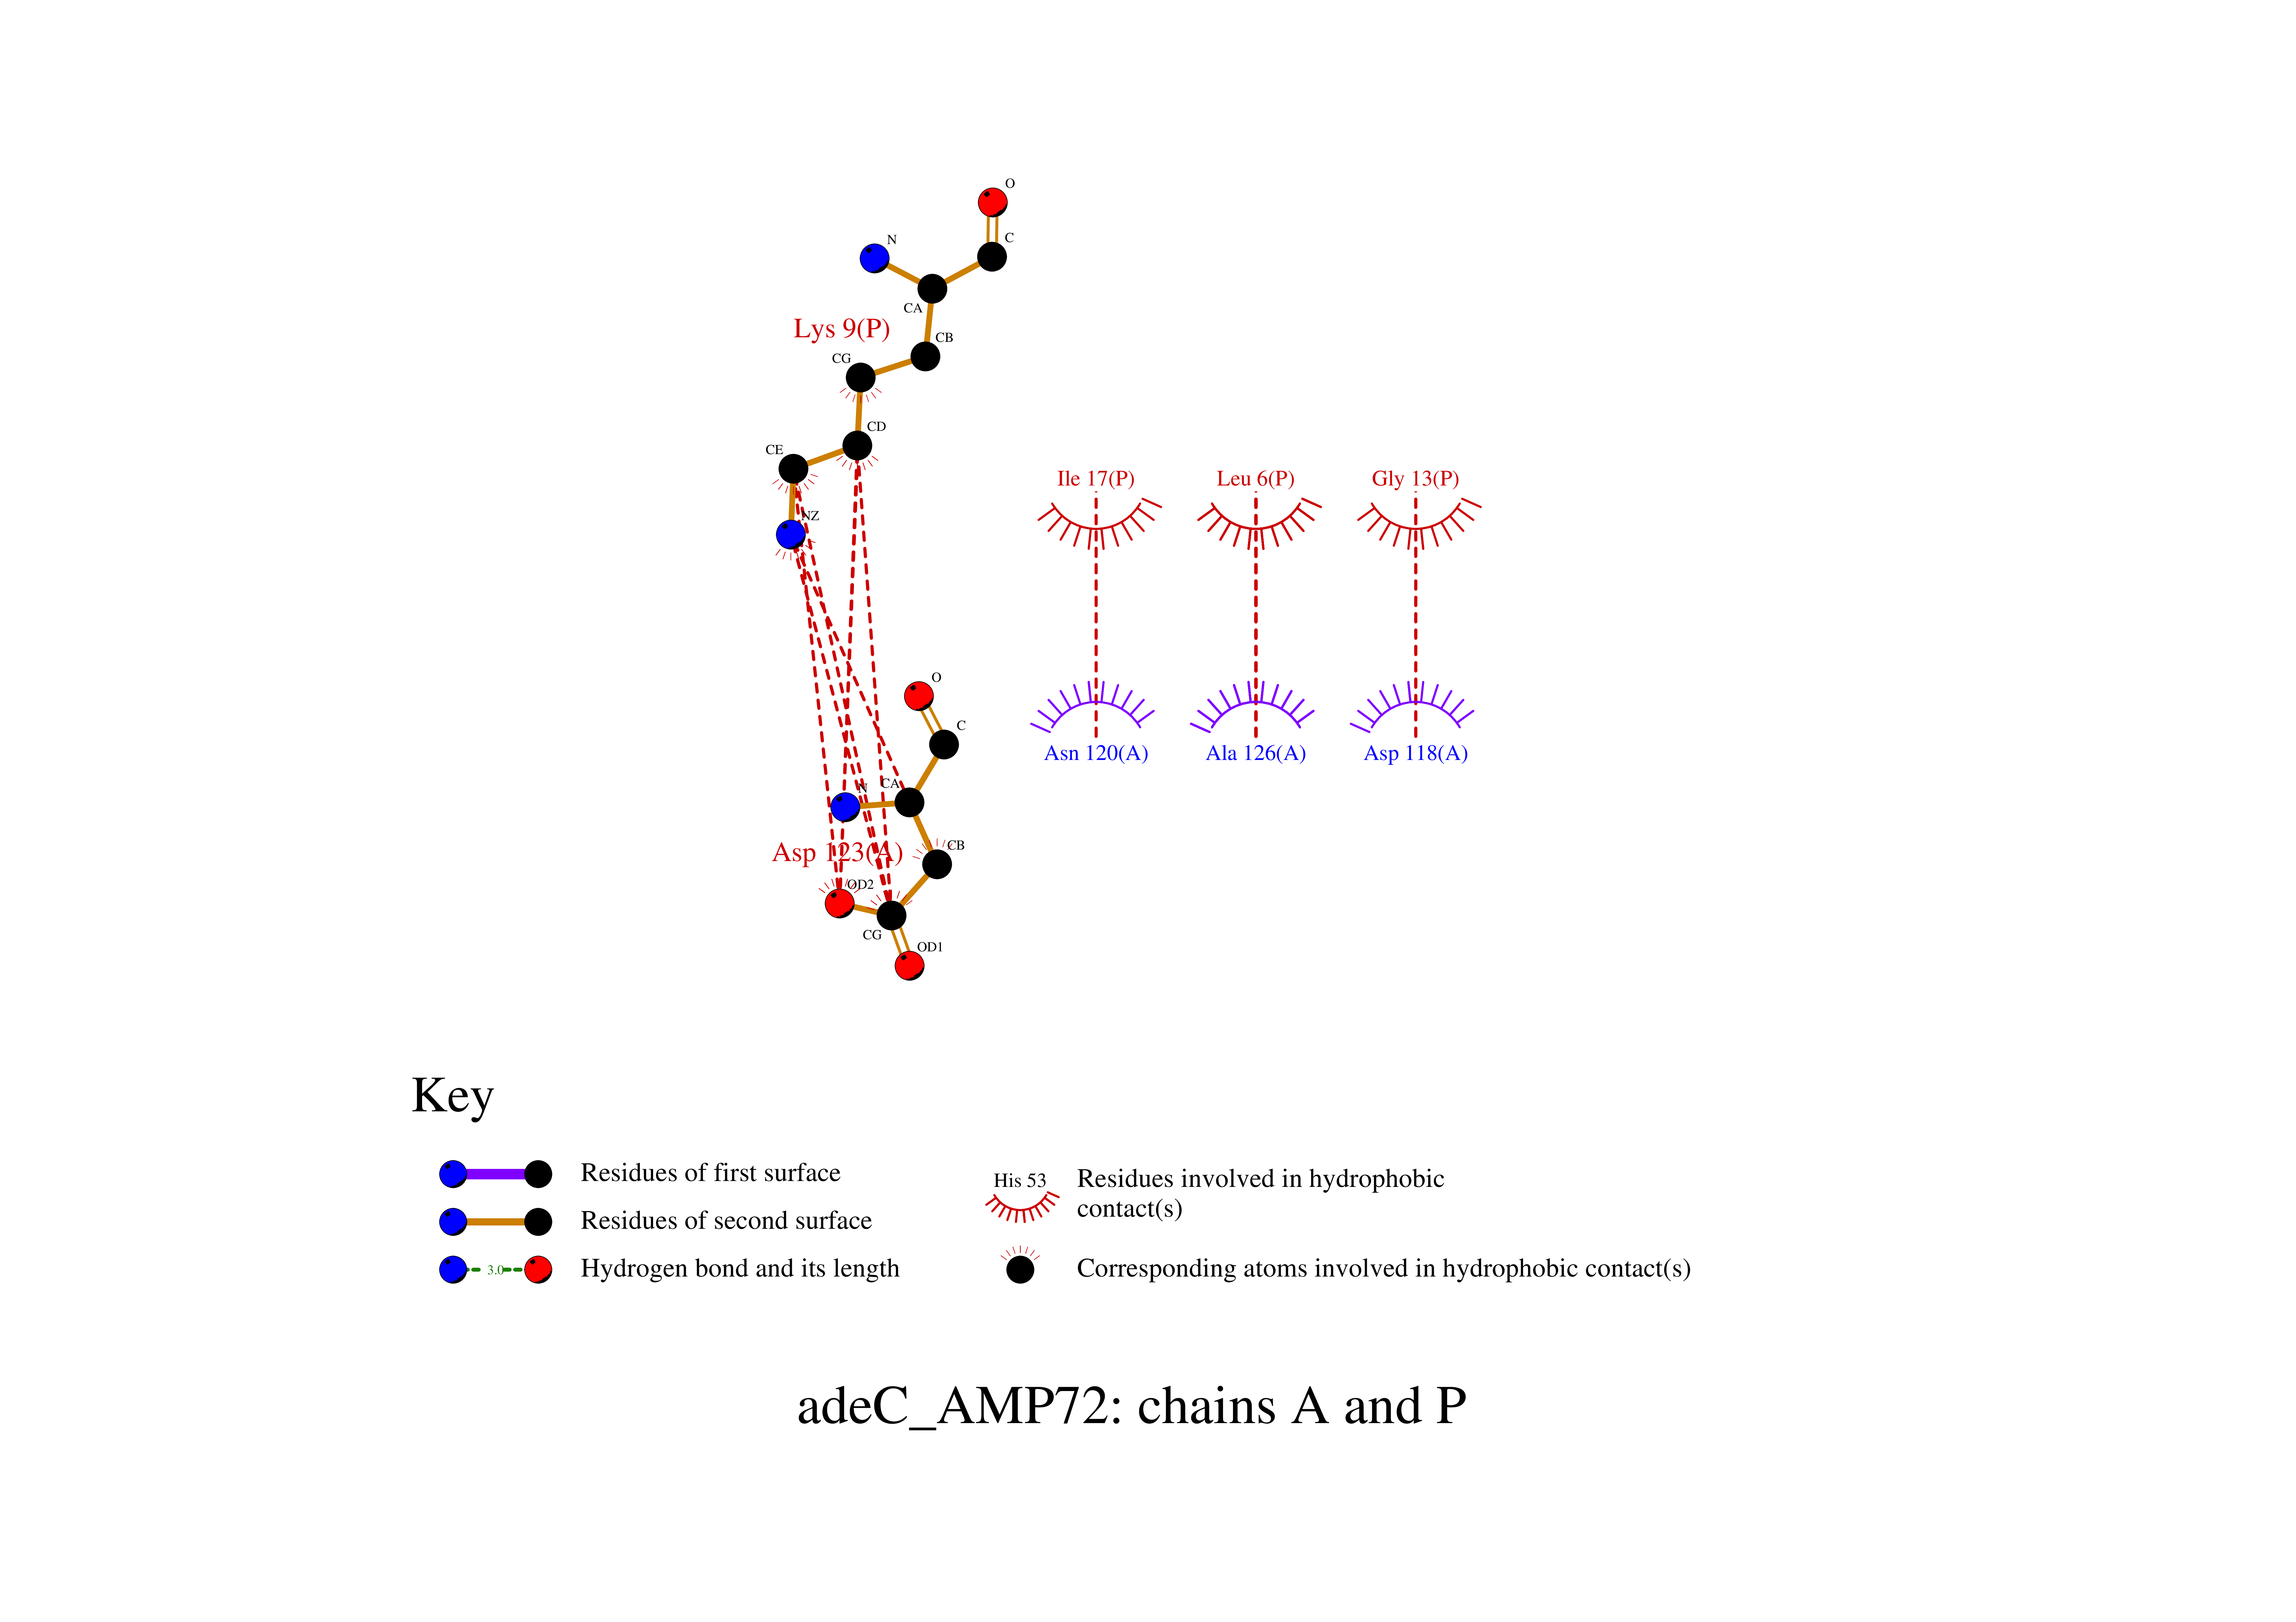 O
N
C
CA
Lys 9(P)
CB
CG
CD
CE
NZ
Ile 17(P)
Leu 6(P)
Gly 13(P)
O
C
Asn 120(A)
Ala 126(A)
Asp 118(A)
CA
N
CB
Asp 123(A)
OD2
CG
OD1
Key
Residues of first surface
Residues of second surface
3.0
Hydrogen bond and its length
His 53
Residues involved in hydrophobic
contact(s)
Corresponding atoms involved in hydrophobic contact(s)
adeC_AMP72: chains A and P